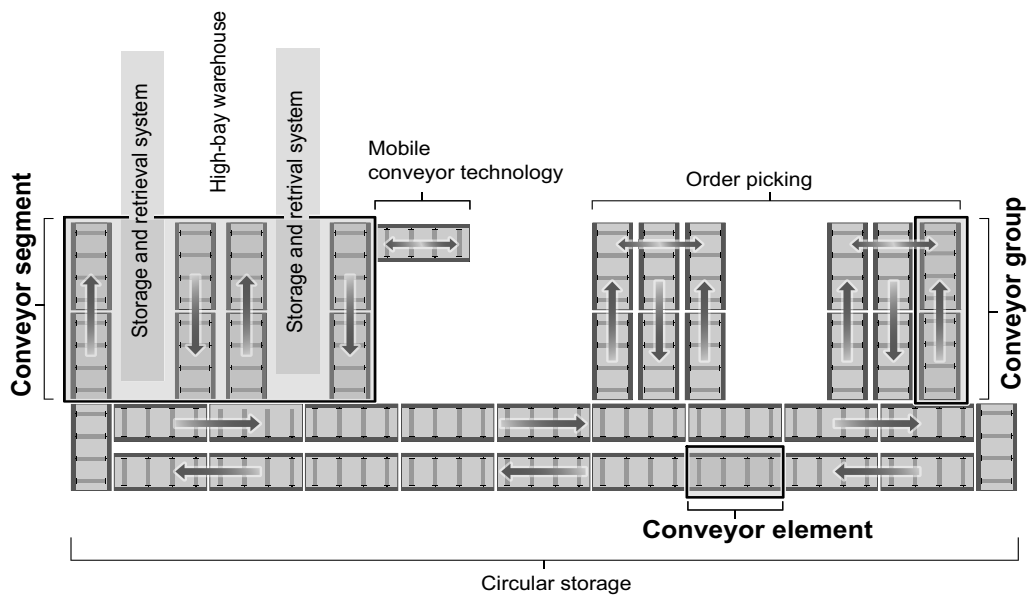 Storage and retrieval system
High-bay warehouse
Storage and retrival system
Mobile
conveyor technology
Order picking
Conveyor segment
Conveyor group
Conveyor element
Circular storage